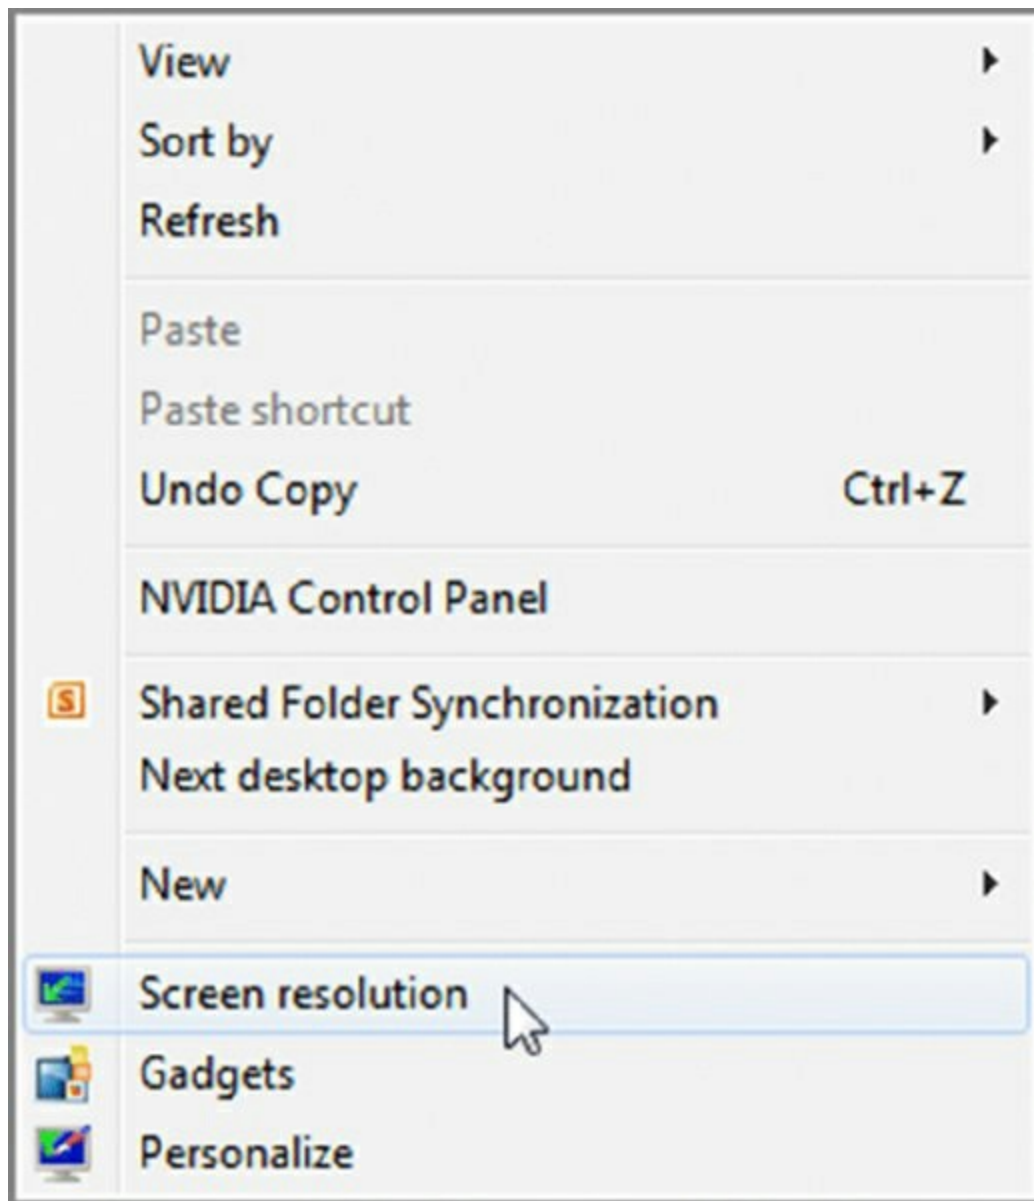 View
Sort by
Refresh
Paste
Paste shortcut
Undo Copy Ctrl+Z
NVIDIA Control Panel
S Shared Folder Synchronization
Next desktop background
New
Screen resolution
Gadgets
Personalize